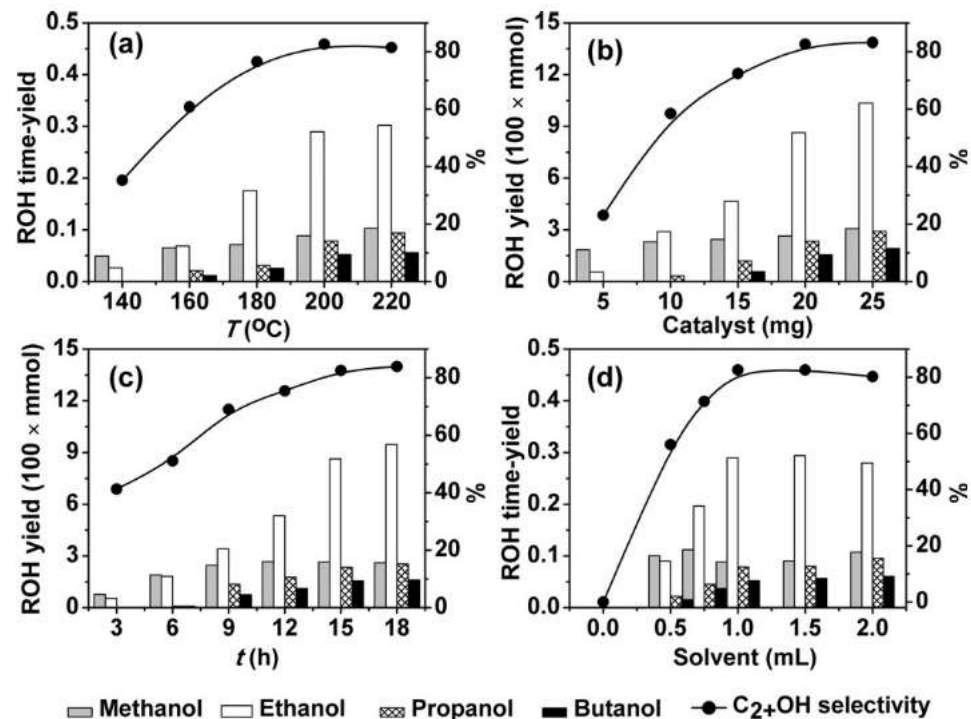 (a)
ROH time-yield
0.5
0.4
0.3
0.2
0.1
0.0
140 160 180 200 220
T (ºC)
80
60
40
20
0
%
(b)
ROH yield (100 × mmol)
15
12
9
6
3
0
5 10 15 20 25
Catalyst (mg)
80
60
40
20
0
%
(c)
ROH yield (100 × mmol)
15
12
9
6
3
0
3 6 9 12 15 18
t (h)
80
60
40
20
0
%
(d)
ROH time-yield
0.5
0.4
0.3
0.2
0.1
0.0
0.0 0.5 1.0 1.5 2.0
Solvent (mL)
80
60
40
20
0
%
Methanol Ethanol Propanol Butanol C2+OH selectivity